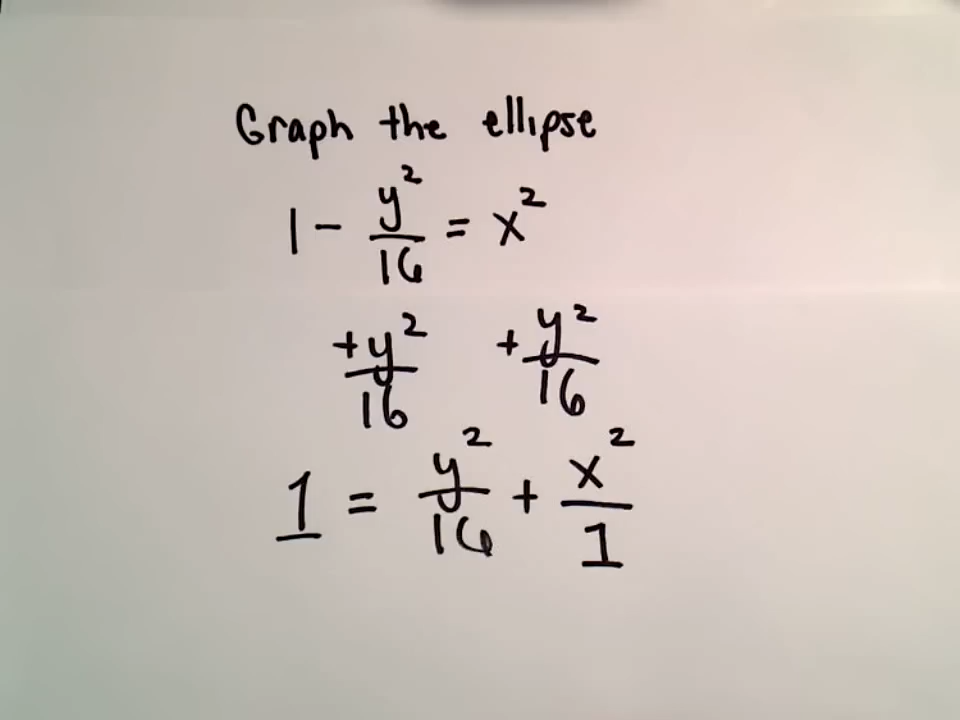 Graph the ellipse
1 - y²/16 = x²
+y²/16 +y²/16
1 = y²/16 + x²/1